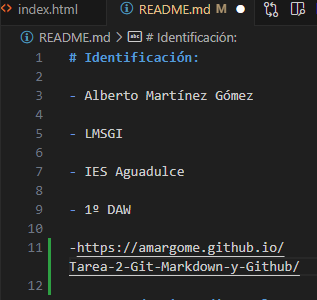 index.html
README.md M
README.md > # Identificación:
1 # Identificación:
2
3 - Alberto Martínez Gómez
4
5 - LMSGI
6
7 - IES Aguadulce
8
9 - 1º DAW
10
11 -https://amargome.github.io/
Tarea-2-Git-Markdown-y-Github/
12